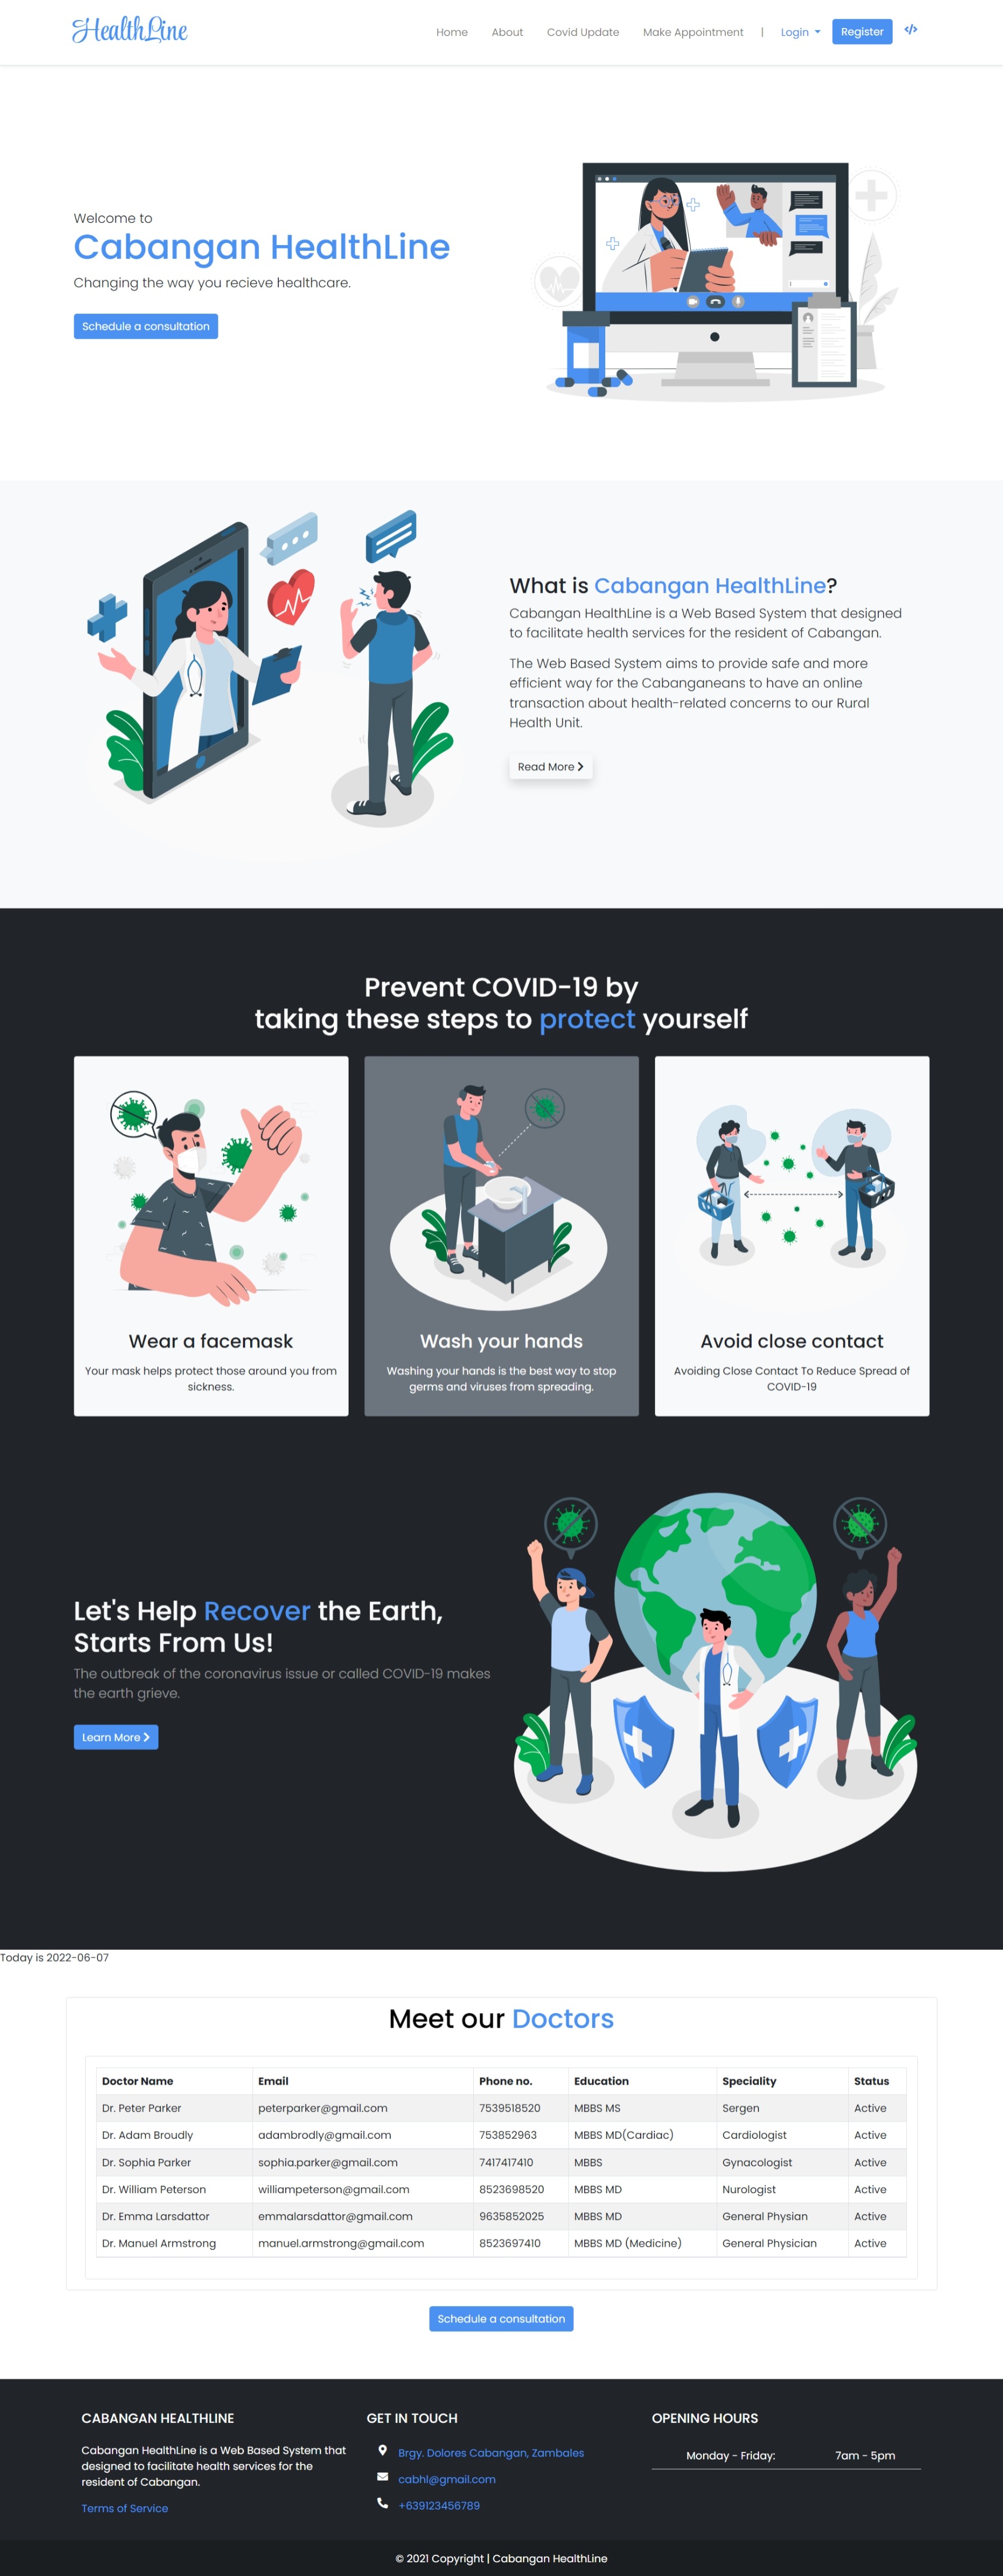 HealthLine
Home About Covid Update Make Appointment | Login Register </>
Welcome to
Cabangan HealthLine
Changing the way you recieve healthcare.
Schedule a consultation
What is Cabangan HealthLine?
Cabangan HealthLine is a Web Based System that designed
to facilitate health services for the resident of Cabangan.
The Web Based System aims to provide safe and more
efficient way for the Cabanganeans to have an online
transaction about health-related concerns to our Rural
Health Unit.
Read More
Prevent COVID-19 by
taking these steps to protect yourself
Wear a facemask
Your mask helps protect those around you from
sickness.
Wash your hands
Washing your hands is the best way to stop
germs and viruses from spreading.
Avoid close contact
Avoiding Close Contact To Reduce Spread of
COVID-19
Let's Help Recover the Earth,
Starts From Us!
The outbreak of the coronavirus issue or called COVID-19 makes
the earth grieve.
Learn More
Today is 2022-06-07
Meet our Doctors
Doctor Name Email Phone no. Education Speciality Status
Dr. Peter Parker peterparker@gmail.com 7539518520 MBBS MS Sergen Active
Dr. Adam Broudly adambrodly@gmail.com 753852963 MBBS MD(Cardiac) Cardiologist Active
Dr. Sophia Parker sophia.parker@gmail.com 7417417410 MBBS Gynacologist Active
Dr. William Peterson williampeterson@gmail.com 8523698520 MBBS MD Nurologist Active
Dr. Emma Larsdattor emmalarsdattor@gmail.com 9635852025 MBBS MD General Physian Active
Dr. Manuel Armstrong manuel.armstrong@gmail.com 8523697410 MBBS MD (Medicine) General Physician Active
Schedule a consultation
CABANGAN HEALTHLINE
Cabangan HealthLine is a Web Based System that
designed to facilitate health services for the
resident of Cabangan.
Terms of Service
GET IN TOUCH
Brgy. Dolores Cabangan, Zambales
cabhl@gmail.com
+639123456789
OPENING HOURS
Monday - Friday: 7am - 5pm
© 2021 Copyright | Cabangan HealthLine